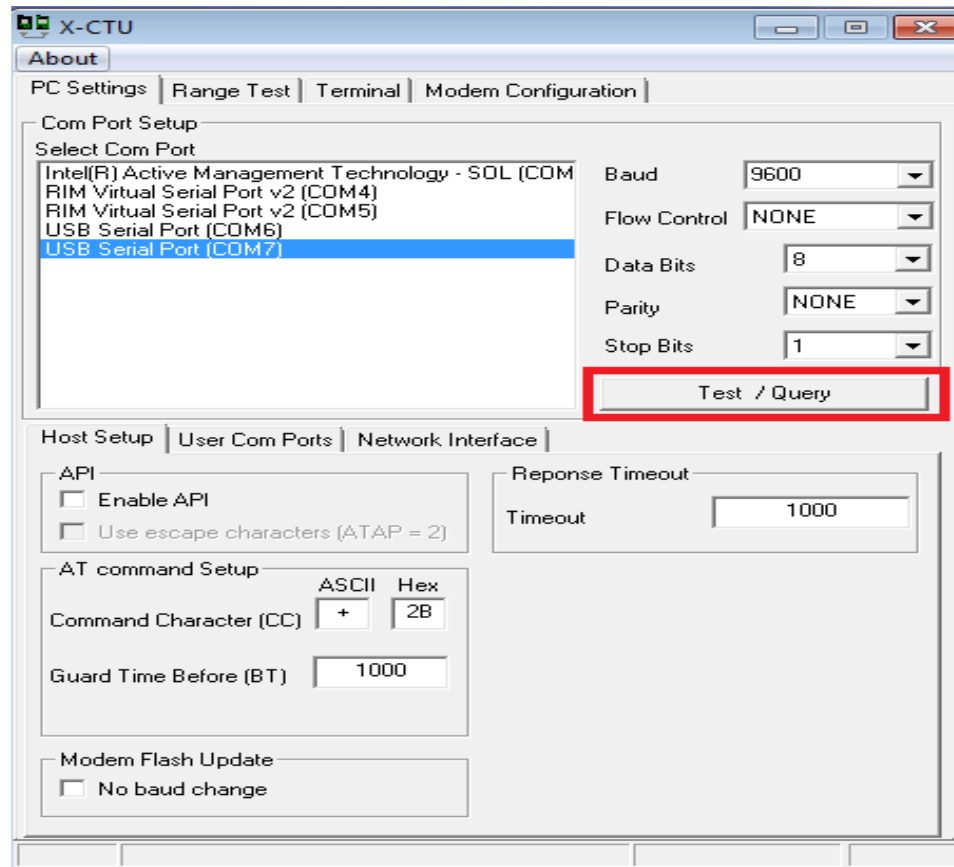 X-CTU
About
PC Settings Range Test Terminal Modem Configuration
Com Port Setup
Select Com Port
Intel(R) Active Management Technology - SOL (COM
RIM Virtual Serial Port v2 (COM4)
RIM Virtual Serial Port v2 (COM5)
USB Serial Port (COM6)
USB Serial Port (COM7)
Baud 9600
Flow Control NONE
Data Bits 8
Parity NONE
Stop Bits 1
Test / Query
Host Setup User Com Ports Network Interface
API
Enable API
Use escape characters (ATAP = 2)
Reponse Timeout
Timeout 1000
AT command Setup
ASCII Hex
Command Character (CC) + 2B
Guard Time Before (BT) 1000
Modem Flash Update
No baud change